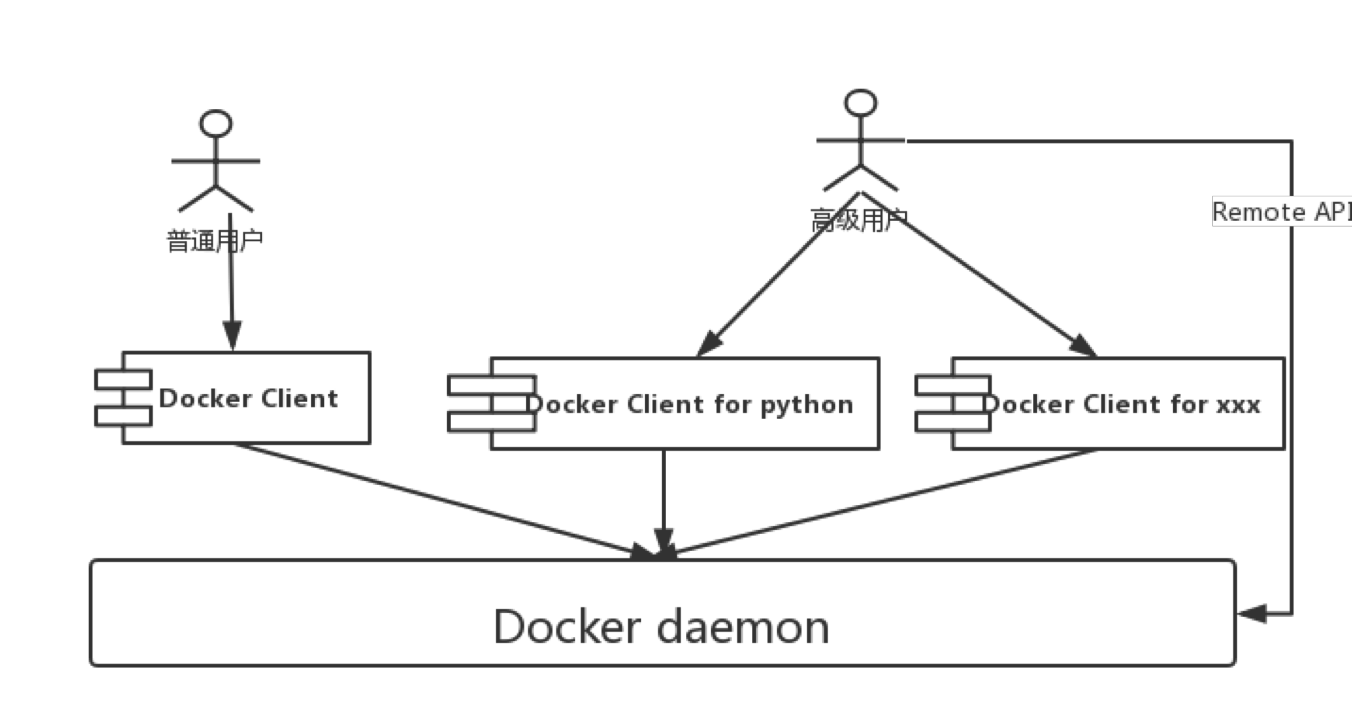 普通用户
高级用户
Remote API
Docker Client
Docker Client for python
Docker Client for xxx
Docker daemon